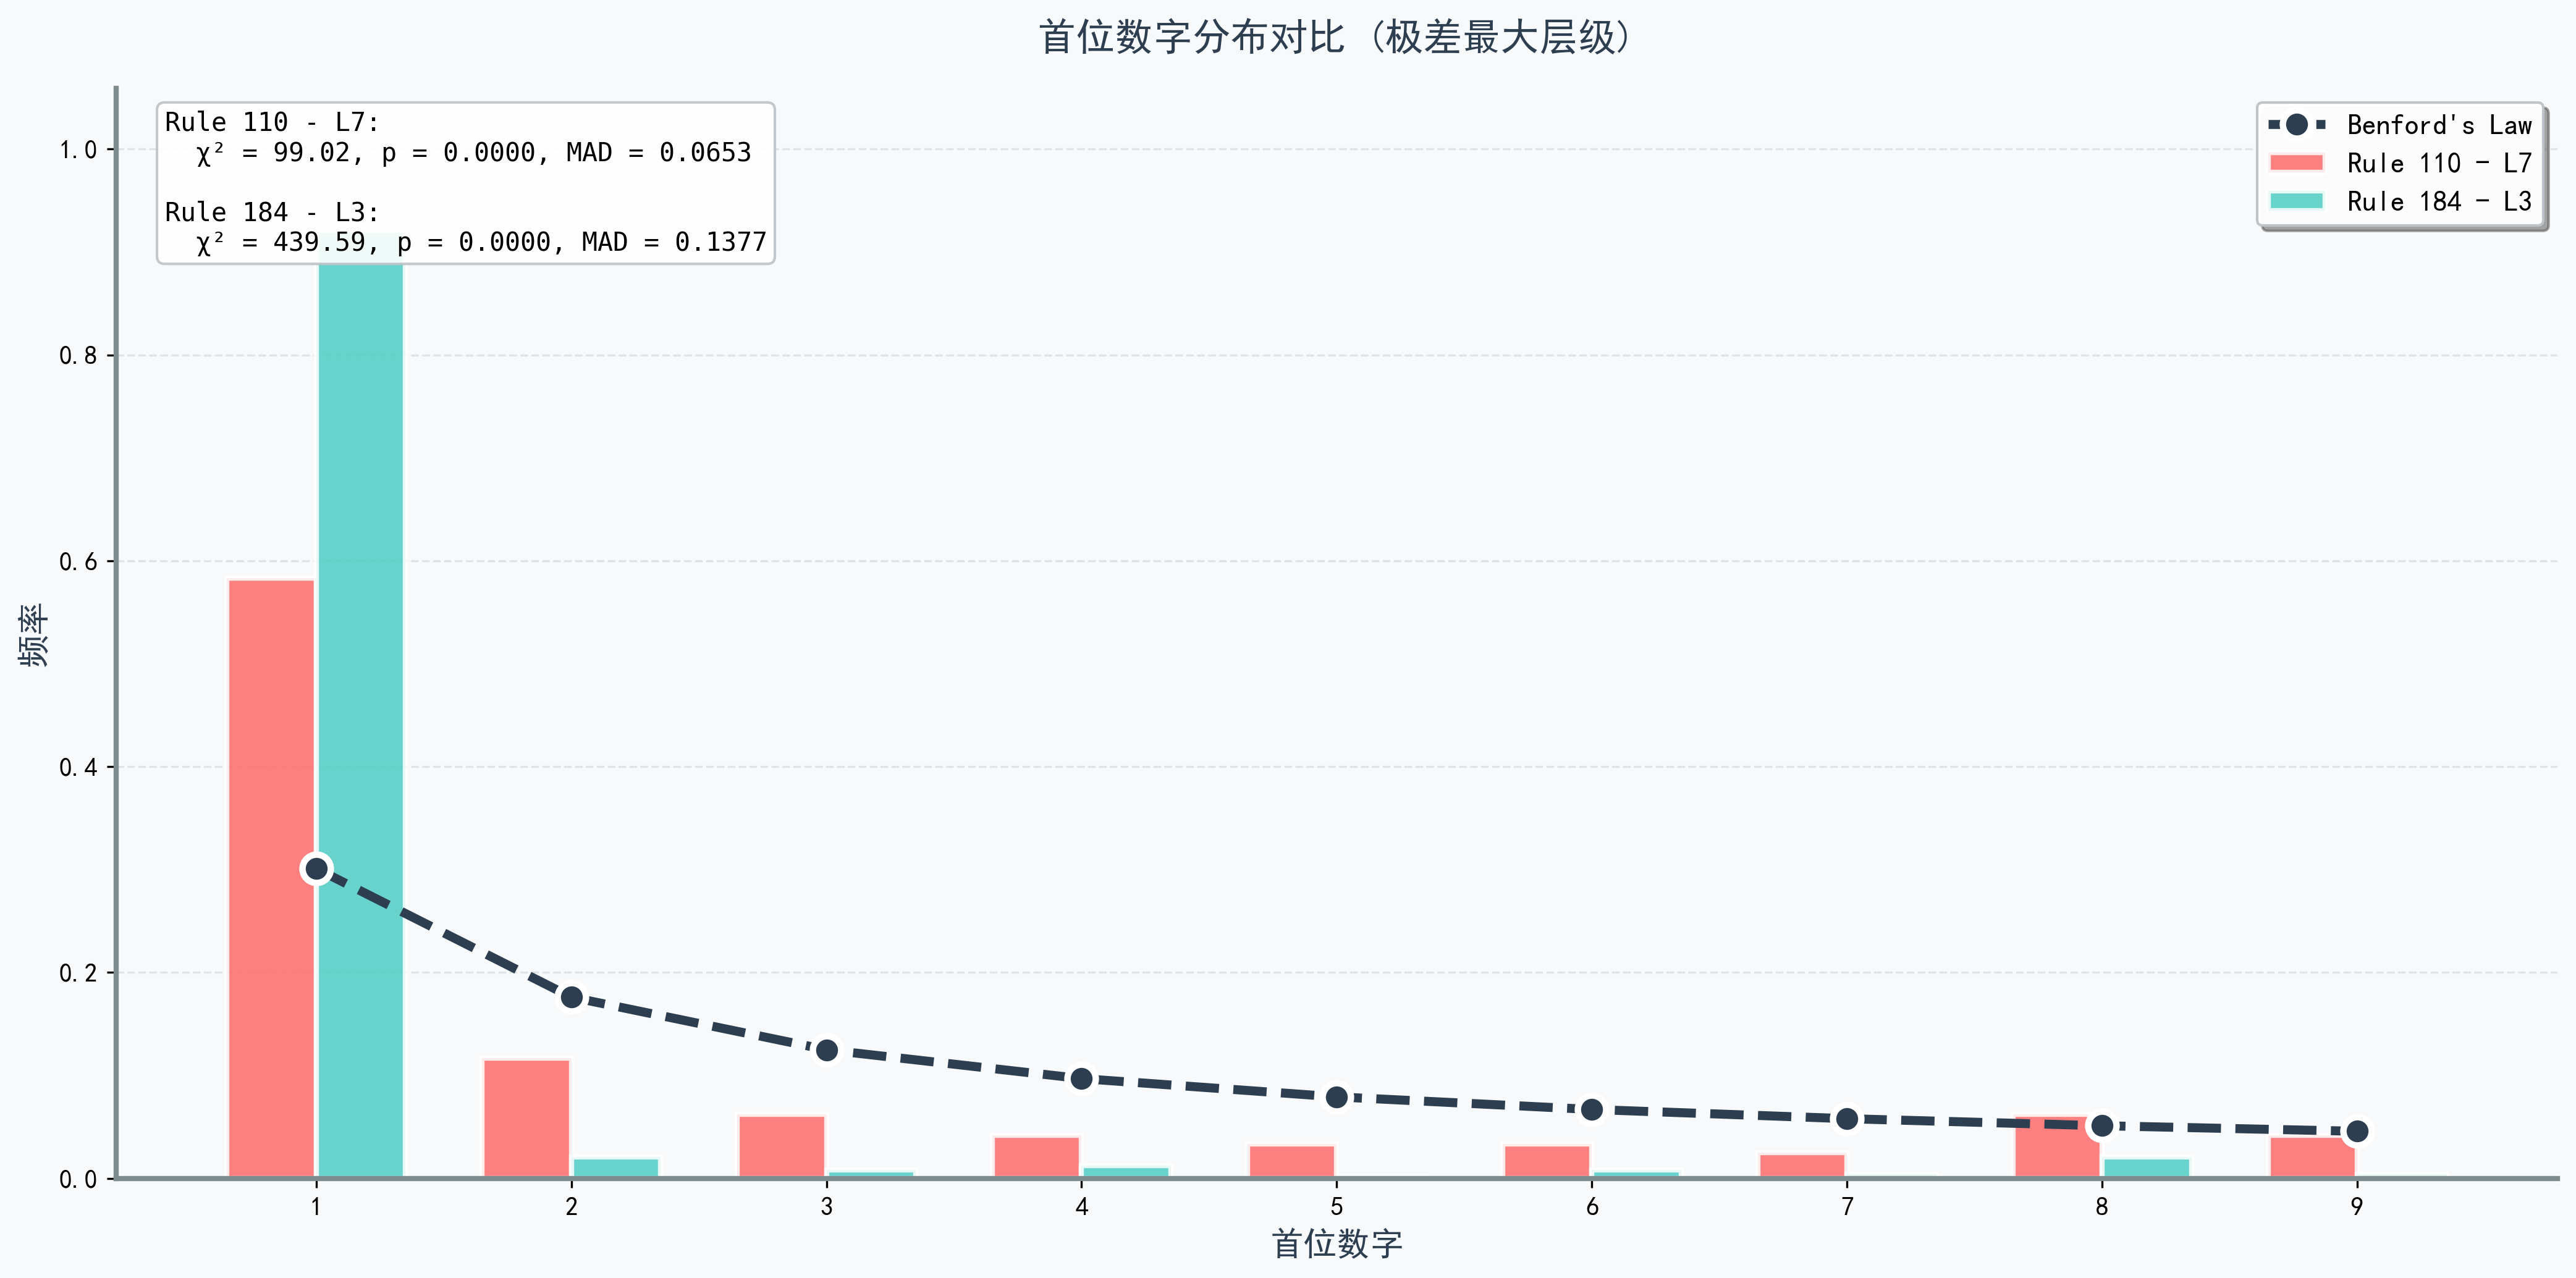 首位数字分布对比 (极差最大层级)
Rule 110 - L7:
χ² = 99.02, p = 0.0000, MAD = 0.0653
Rule 184 - L3:
χ² = 439.59, p = 0.0000, MAD = 0.1377
Benford's Law
Rule 110 - L7
Rule 184 - L3
频率
1.0
0.8
0.6
0.4
0.2
0.0
1 2 3 4 5 6 7 8 9
首位数字